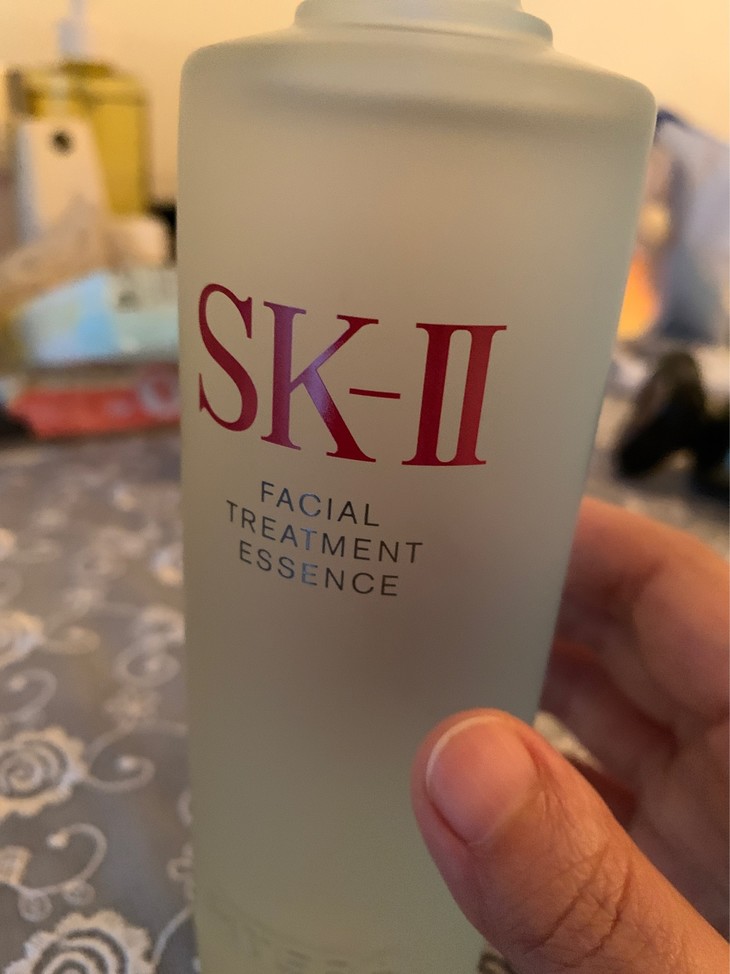 SK-II
FACIAL
TREATMENT
ESSENCE